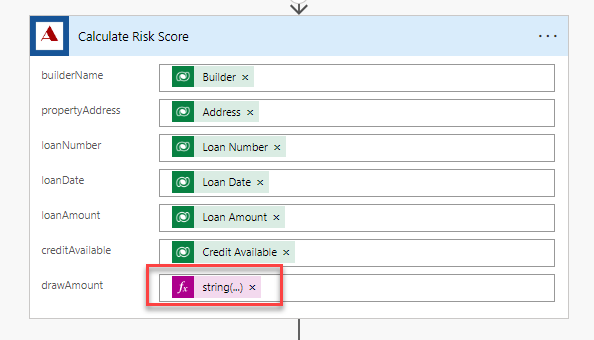 A Calculate Risk Score ...
builderName Builder ×
propertyAddress Address ×
loanNumber Loan Number ×
loanDate Loan Date ×
loanAmount Loan Amount ×
creditAvailable Credit Available ×
drawAmount fx string(...) ×